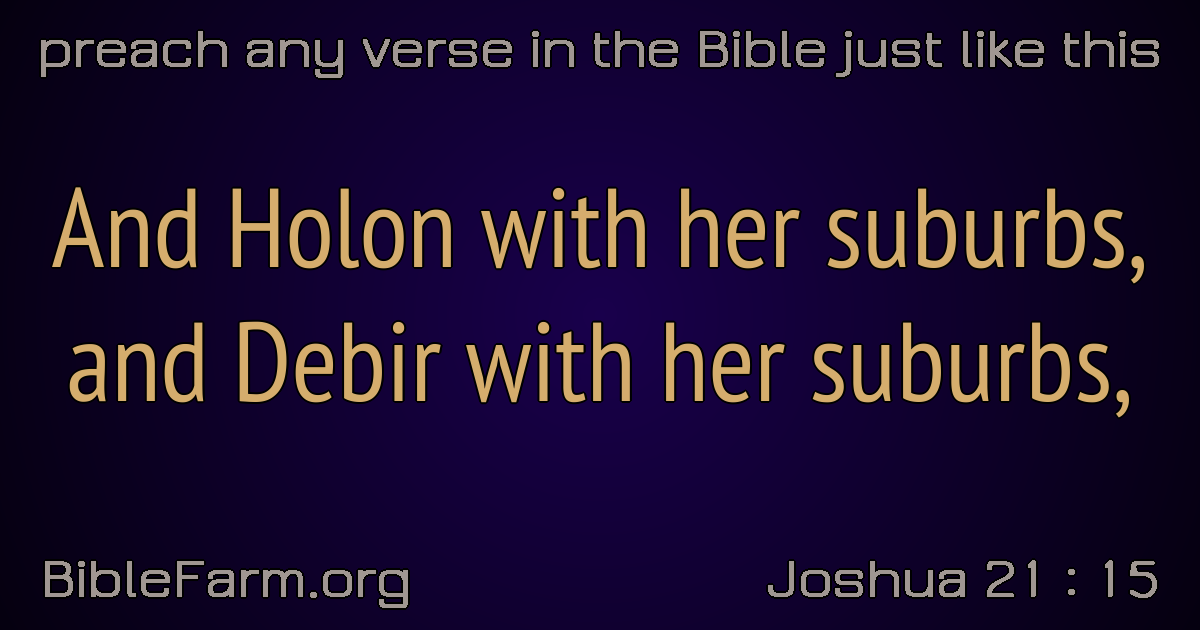 preach any verse in the Bible just like this
And Holon with her suburbs,
and Debir with her suburbs,
BibleFarm.org
Joshua 21 : 15